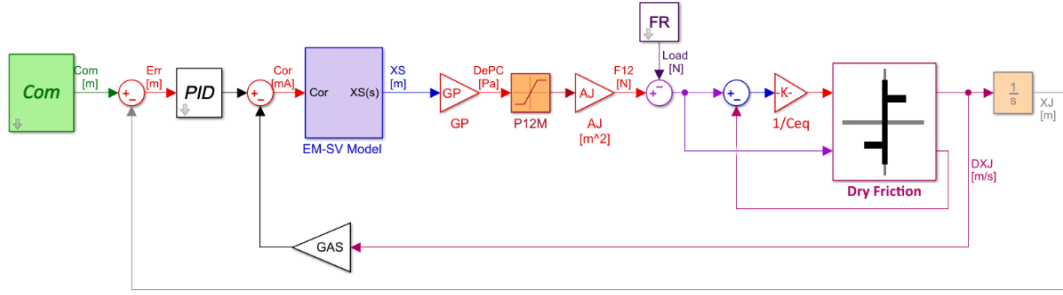 FR
Com
[m]
Err
[m]
Cor
[mA]
XS
[m]
DePC
[Pa]
F12
[N]
Load
[N]
Com
PID
Cor
XS(s)
GP
AJ
-K-
1
s
XJ
[m]
EM-SV Model
GP
P12M
AJ
[m^2]
1/Ceq
DXJ
[m/s]
Dry Friction
GAS